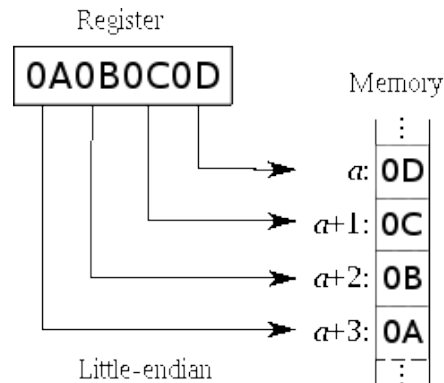 Register
0A0B0C0D
Memory
⋮
a: 0D
a+1: 0C
a+2: 0B
a+3: 0A
⋮
Little-endian